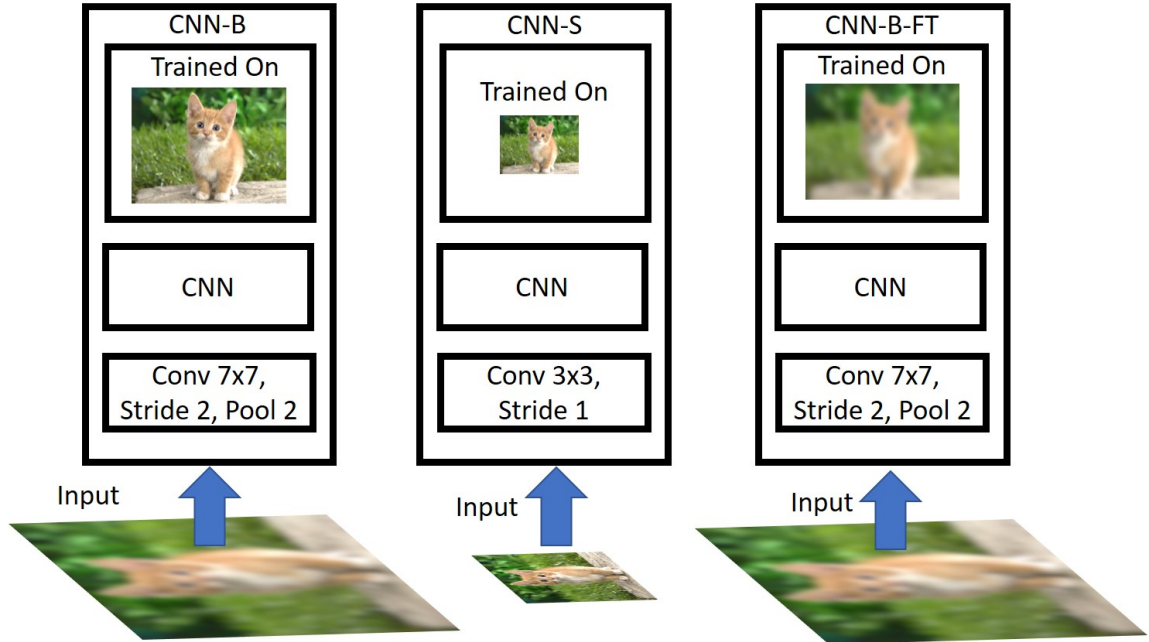 CNN-B
Trained On
CNN
Conv 7x7,
Stride 2, Pool 2
Input
CNN-S
Trained On
CNN
Conv 3x3,
Stride 1
Input
CNN-B-FT
Trained On
CNN
Conv 7x7,
Stride 2, Pool 2
Input